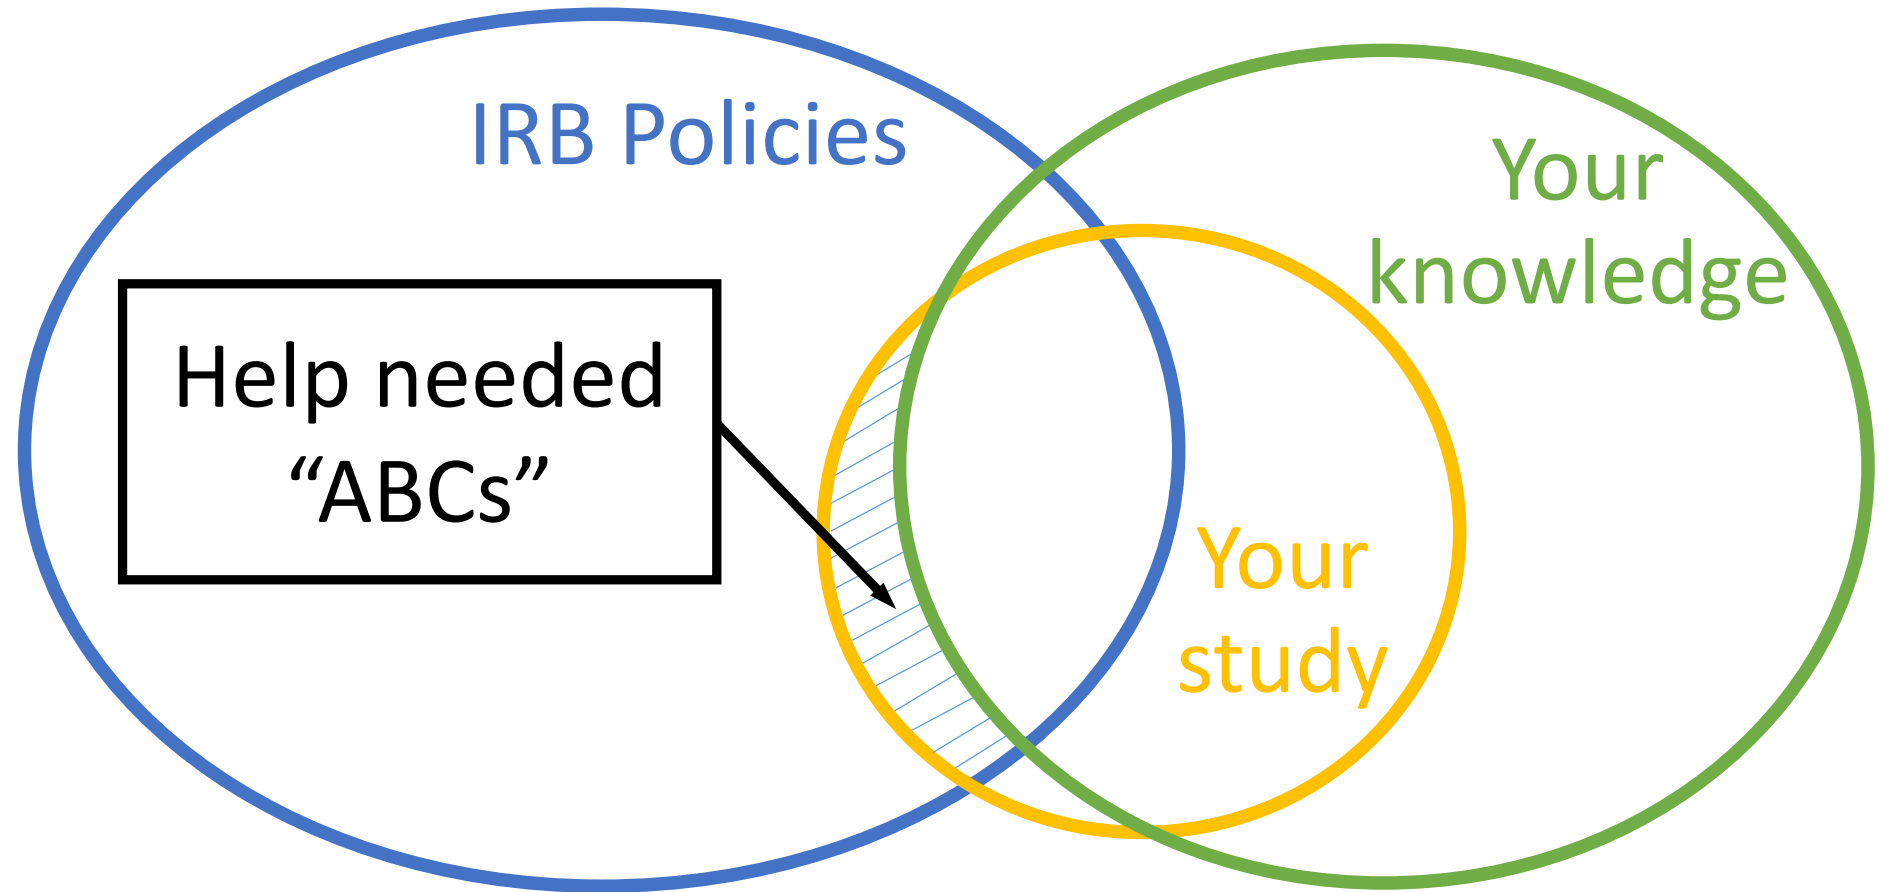 IRB Policies
Your
knowledge
Help needed
“ABCs”
Your
study